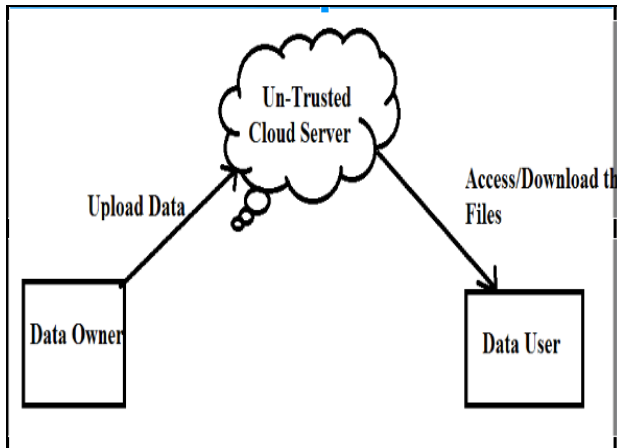 Un-Trusted
Cloud Server
Upload Data
Access/Download th
Files
Data Owner
Data User